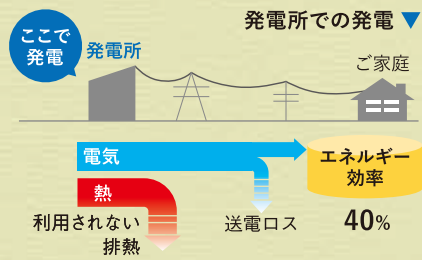 発電所での発電▼
ここで
発電
発電所
ご家庭
電気
エネルギー
効率
熱
利用されない
排熱
送電ロス
40%